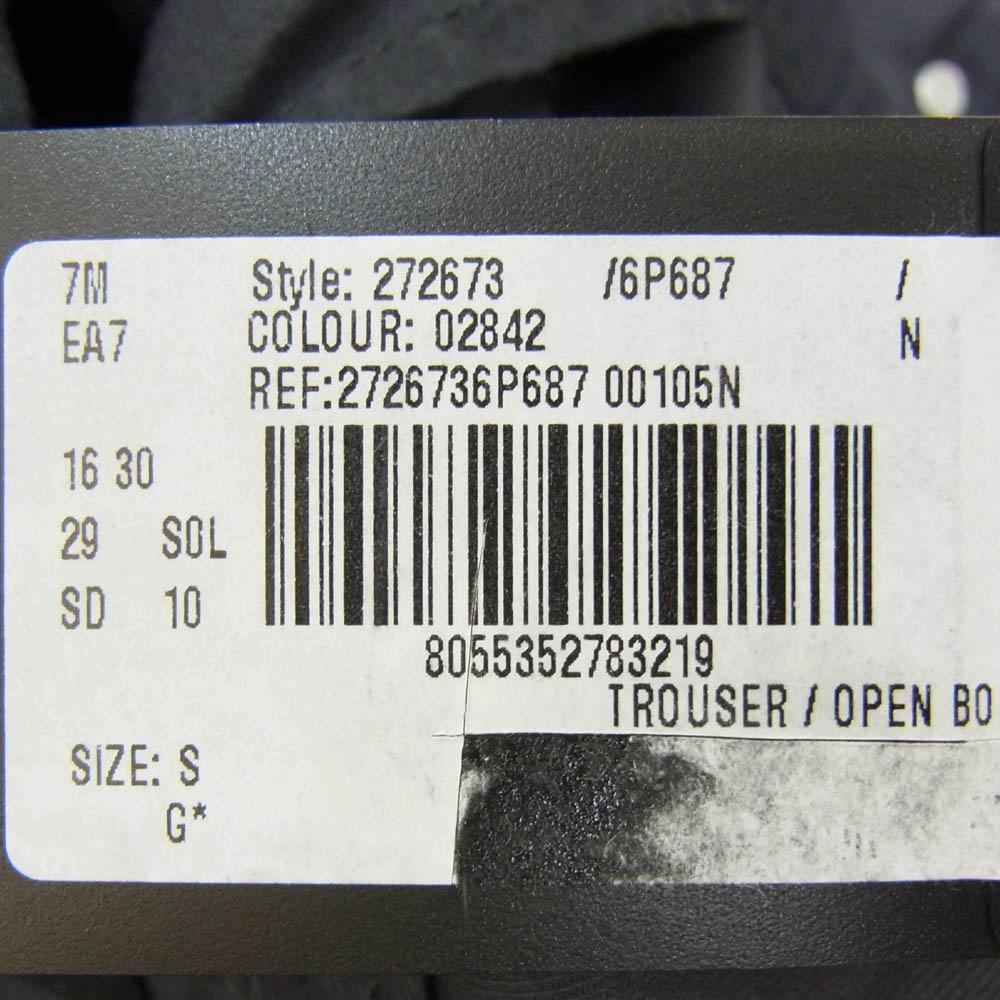 7M Style: 272673 /6P687 /
EA7 COLOUR: 02842 N
REF:2726736P687 00105N
16 30
29 SOL
SD 10
8055352783219
TROUSER / OPEN BO
SIZE: S
G*